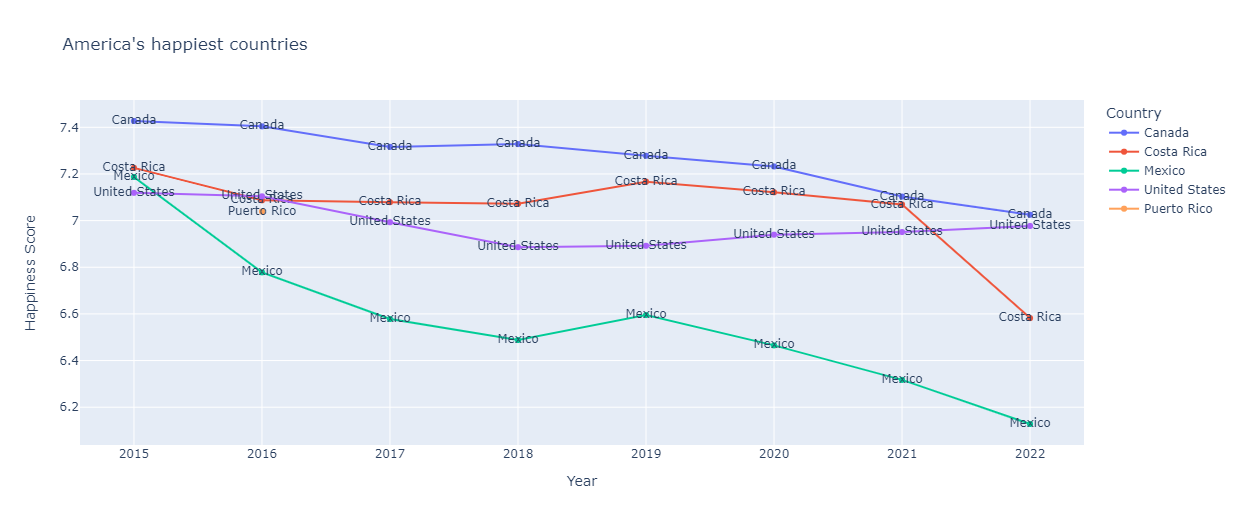 America's happiest countries
Country
Canada
Costa Rica
Mexico
United States
Puerto Rico
Happiness Score
7.4
7.2
7
6.8
6.6
6.4
6.2
Canada
Canada
Canada
Canada
Canada
Canada
Canada
Canada
Costa Rica
Costa Rica
Costa Rica
Costa Rica
Costa Rica
Costa Rica
Costa Rica
Costa Rica
Mexico
Mexico
Mexico
Mexico
Mexico
Mexico
Mexico
Mexico
United States
United States
United States
United States
United States
United States
United States
United States
Puerto Rico
2015 2016 2017 2018 2019 2020 2021 2022
Year